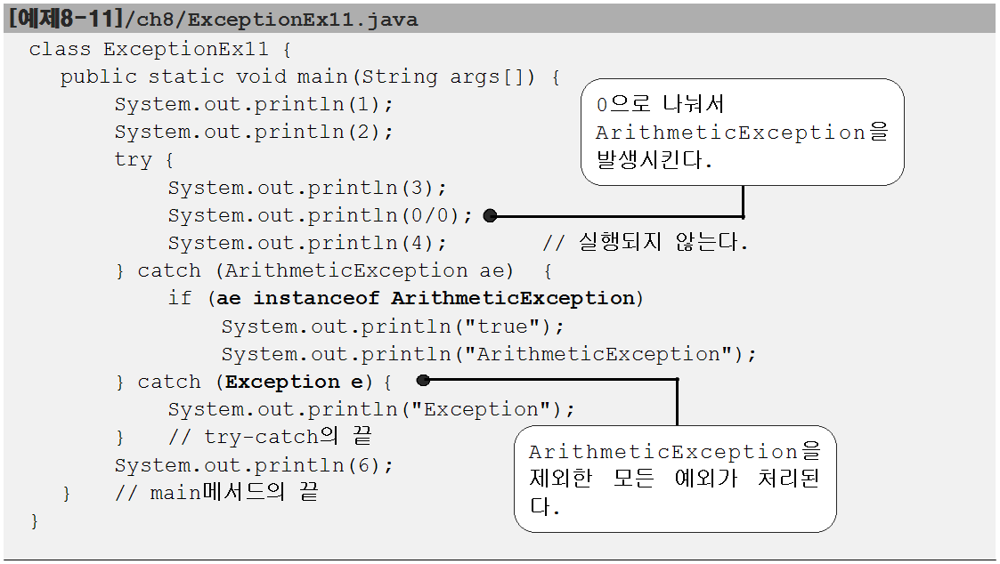 [예제8-11]/ch8/ExceptionEx11.java
class ExceptionEx11 {
public static void main(String args[]) {
System.out.println(1);
System.out.println(2);
try {
System.out.println(3);
System.out.println(0/0);
System.out.println(4); // 실행되지 않는다.
} catch (ArithmeticException ae) {
if (ae instanceof ArithmeticException)
System.out.println("true");
System.out.println("ArithmeticException");
} catch (Exception e) {
System.out.println("Exception");
} // try-catch의 끝
System.out.println(6);
} // main메서드의 끝
}
0으로 나눠서
ArithmeticException을
발생시킨다.
ArithmeticException을
제외한 모든 예외가 처리된
다.